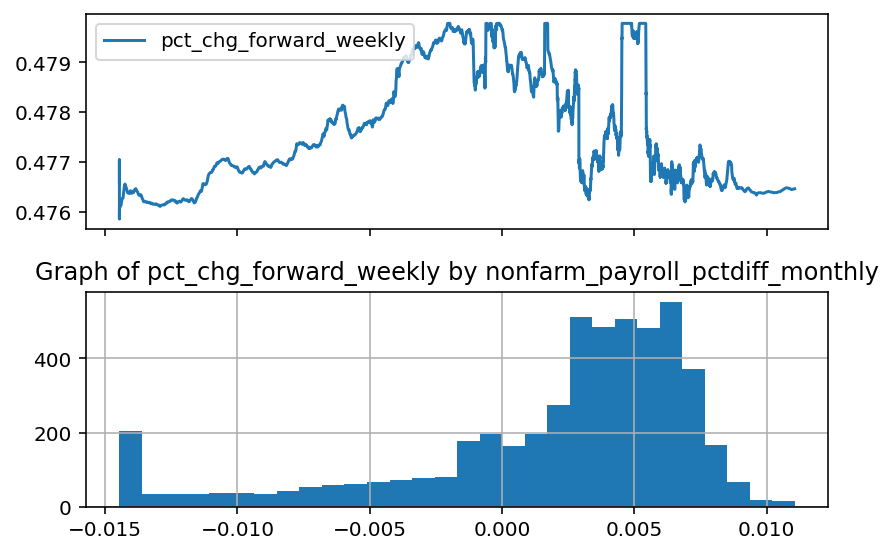 pct_chg_forward_weekly
0.479
0.478
0.477
0.476
Graph of pct_chg_forward_weekly by nonfarm_payroll_pctdiff_monthly
400
200
0
−0.015 −0.010 −0.005 0.000 0.005 0.010